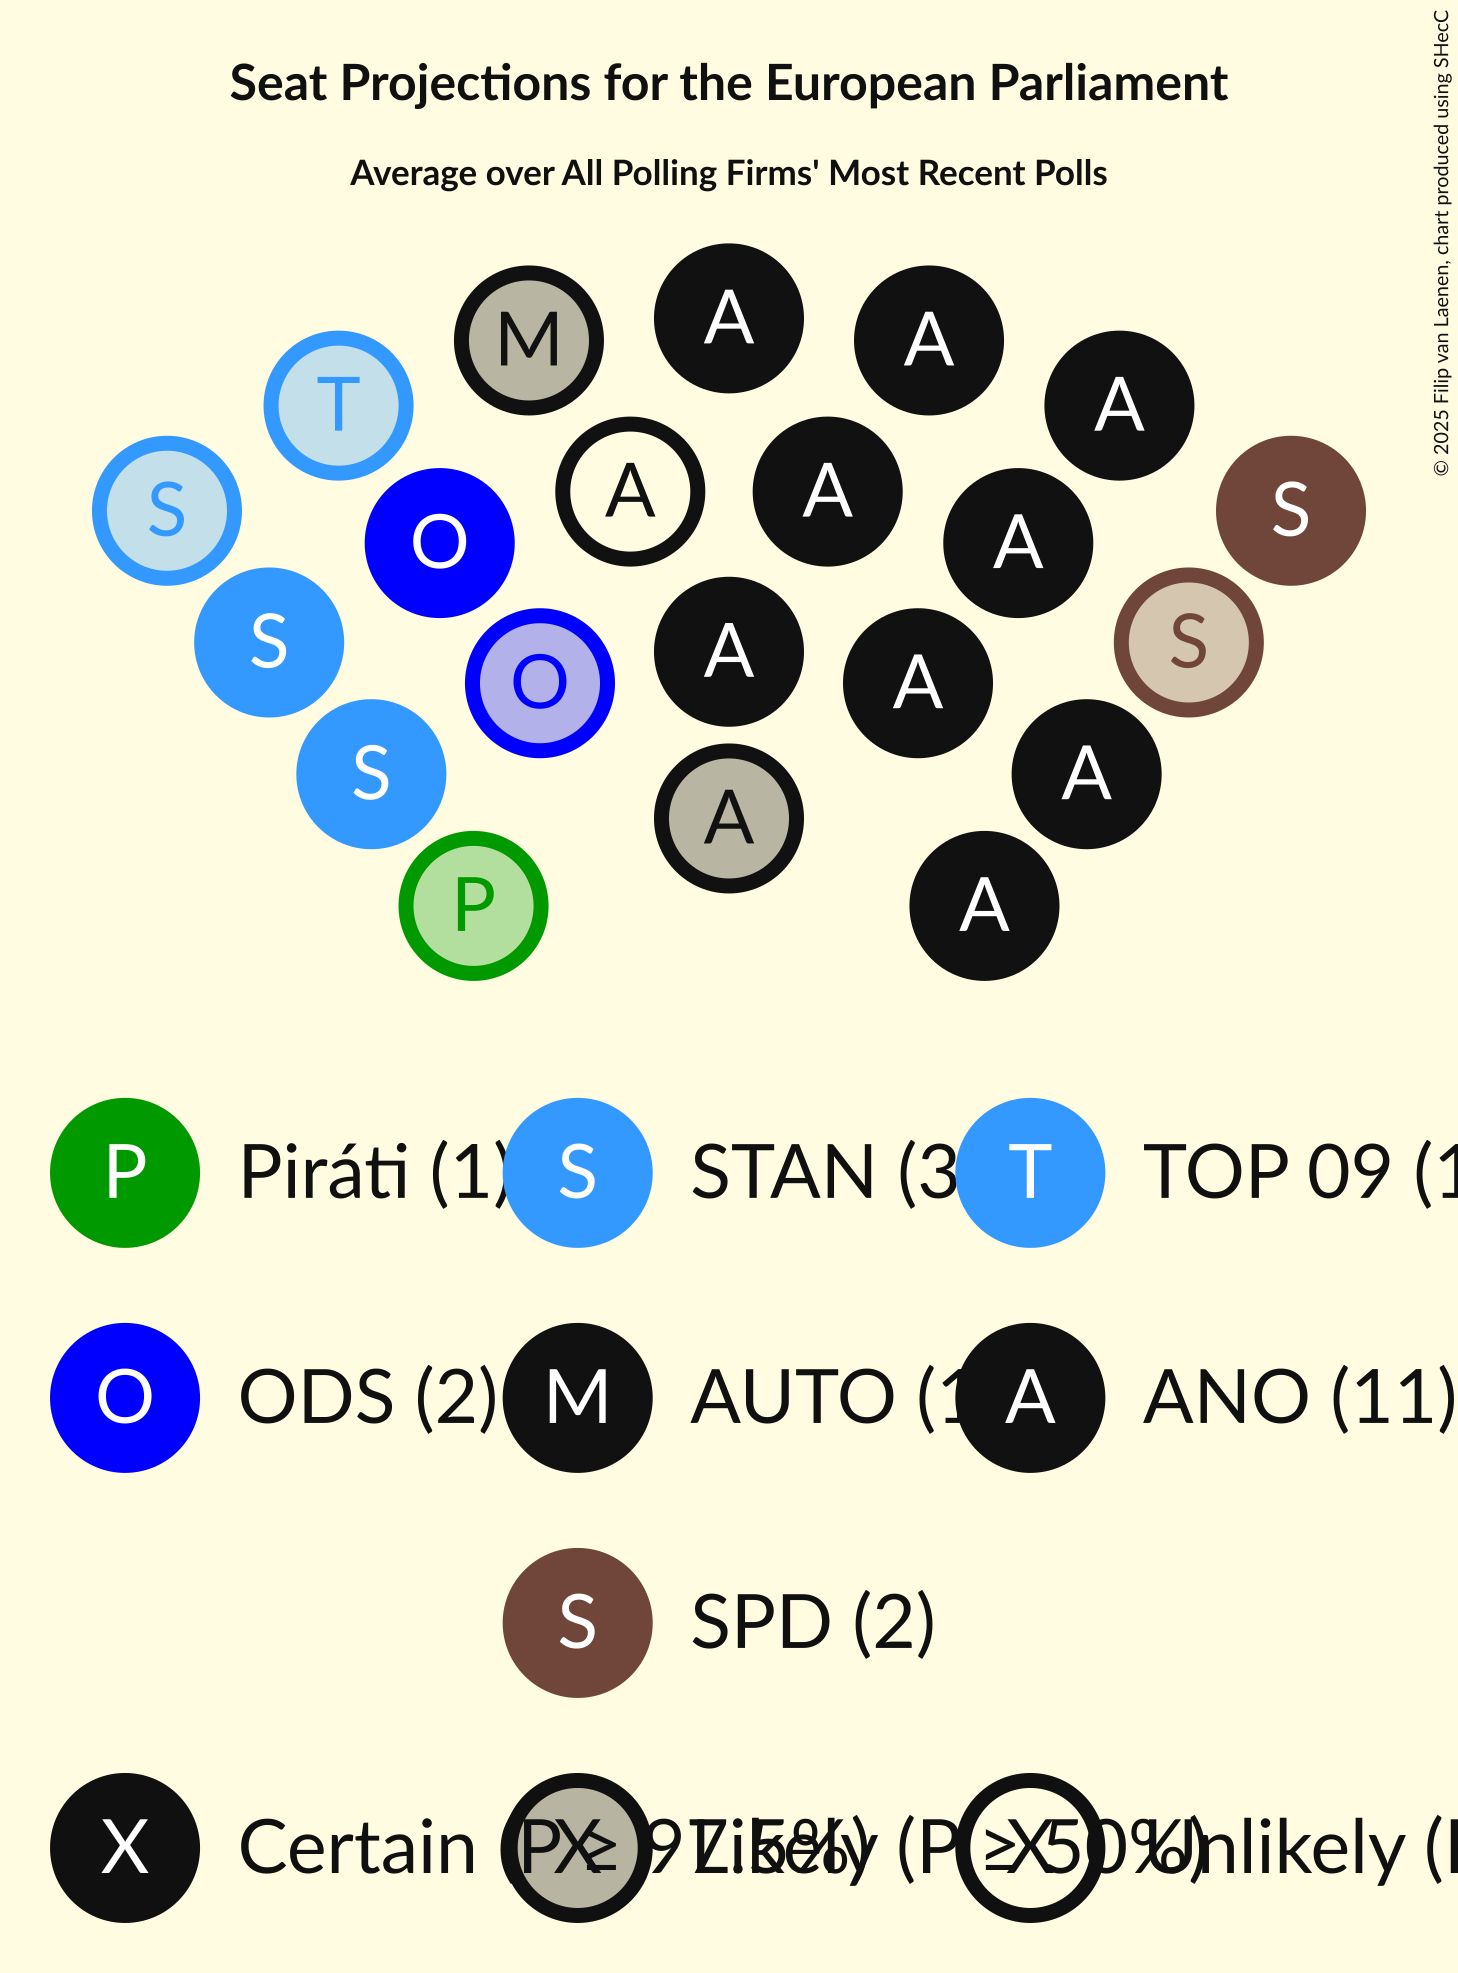 Seat Projections for the European Parliament
Average over All Polling Firms' Most Recent Polls
© 2025 Filip van Laenen, chart produced using SHecC
A
M A
T A
S S
A A
O A
S S
A
O A
S A
A
P A
P Piráti (1) S STAN (3 T TOP 09 (1
O ODS (2) M AUTO (1 A ANO (11)
S SPD (2)
X Certain (P ≥ 97.5%) X Likely (P ≥ 50%) X Unlikely (